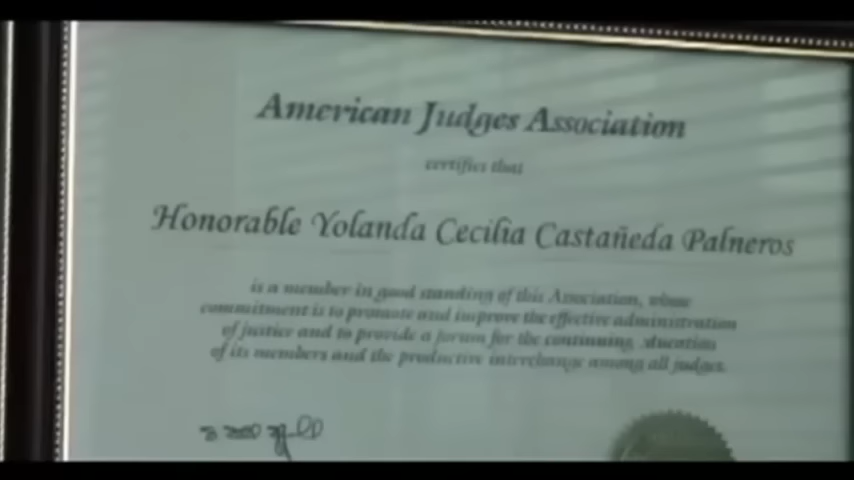 American Judges Association
certifies that
Honorable Yolanda Cecilia Castañeda Palneros
is a member in good standing of this Association, whose
commitment is to promote and improve the effective administration
of justice and to provide a forum for the continuing education
of its members and the productive interchange among all judges.